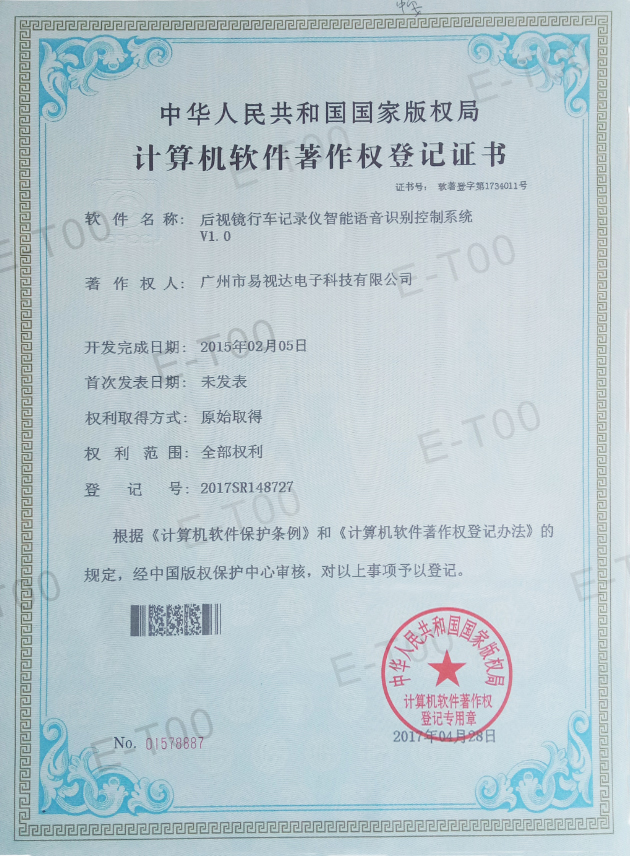 中华人民共和国国家版权局
计算机软件著作权登记证书
证书号： 软著登字第1734011号
软件名称： 后视镜行车记录仪智能语音识别控制系统
V1.0
著作权人： 广州市易视达电子科技有限公司
开发完成日期： 2015年02月05日
首次发表日期： 未发表
权利取得方式： 原始取得
权利范围： 全部权利
登记号： 2017SR148727
根据《计算机软件保护条例》和《计算机软件著作权登记办法》的
规定，经中国版权保护中心审核，对以上事项予以登记。
中华人民共和国国家版权局
计算机软件著作权
登记专用章
2017年04月28日
No. 01578887
E-T00
E-T00
E-T00
E-T00
E-T00
E-T00
E-T00
E-T00